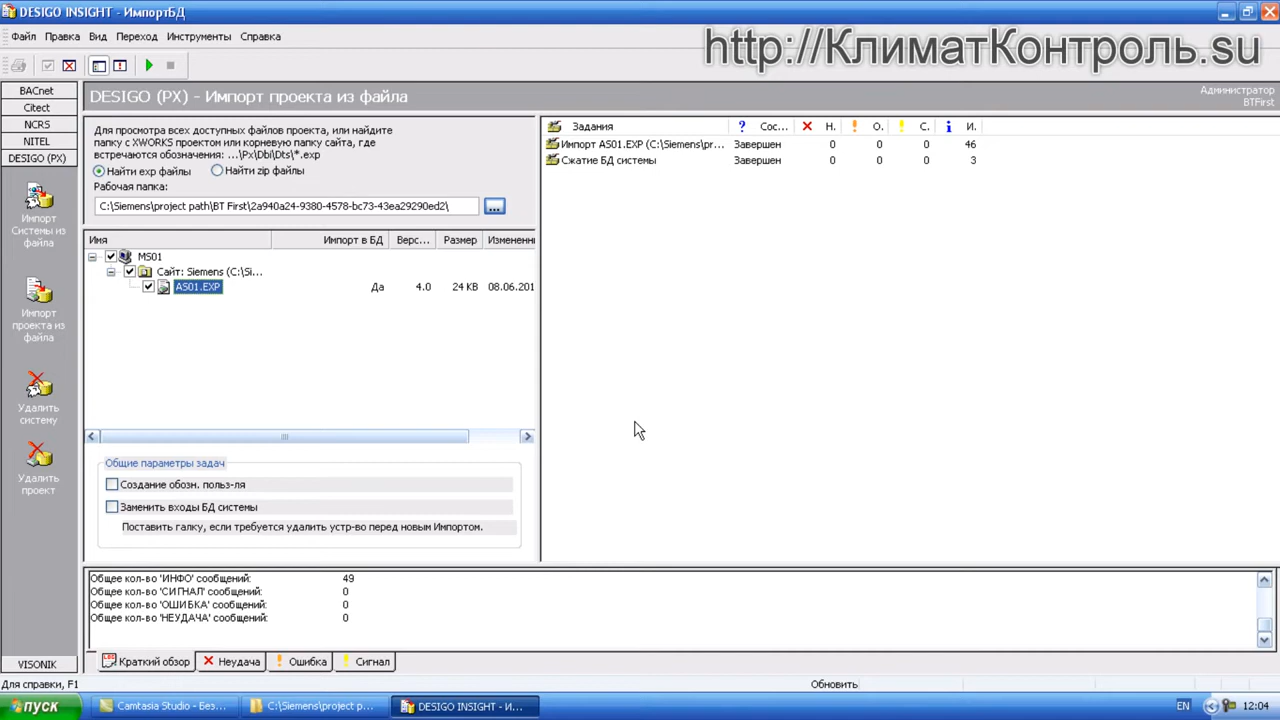 DESIGO INSIGHT - ИмпортБД
Файл Правка Вид Переход Инструменты Справка
http://КлиматКонтроль.su
BACnet
Citect
NCRS
NITEL
DESIGO (PX)
Импорт
Системы из
файла
Импорт
проекта из
файла
Удалить
систему
Удалить
проект
VISONIK
DESIGO (PX) - Импорт проекта из файла
Администратор
BTFirst
Для просмотра всех доступных файлов проекта, или найдите
папку с XWORKS проектом или корневую папку сайта, где
встречаются обозначения: ...\Px\Dbi\Dts\*.exp
Найти exp файлы Найти zip файлы
Рабочая папка:
C:\Siemens\project path\BT First\2a940a24-9380-4578-bc73-43ea29290ed2\ ...
Имя Импорт в БД Верс... Размер Изменени
MS01
Сайт: Siemens (C:\Si...
AS01.EXP Да 4.0 24 KB 08.06.201
Общие параметры задач
Создание обозн. польз-ля
Заменить входы БД системы
Поставить галку, если требуется удалить устр-во перед новым Импортом.
Задания ? Сос... Н. О. С. И.
Импорт AS01.EXP (C:\Siemens\pr... Завершен 0 0 0 46
Сжатие БД системы Завершен 0 0 0 3
Общее кол-во 'ИНФО' сообщений: 49
Общее кол-во 'СИГНАЛ' сообщений: 0
Общее кол-во 'ОШИБКА' сообщений: 0
Общее кол-во 'НЕУДАЧА' сообщений: 0
Краткий обзор Неудача Ошибка Сигнал
Для справки, F1 Обновить
пуск Camtasia Studio - Без... C:\Siemens\project p... DESIGO INSIGHT - И... EN 12:04